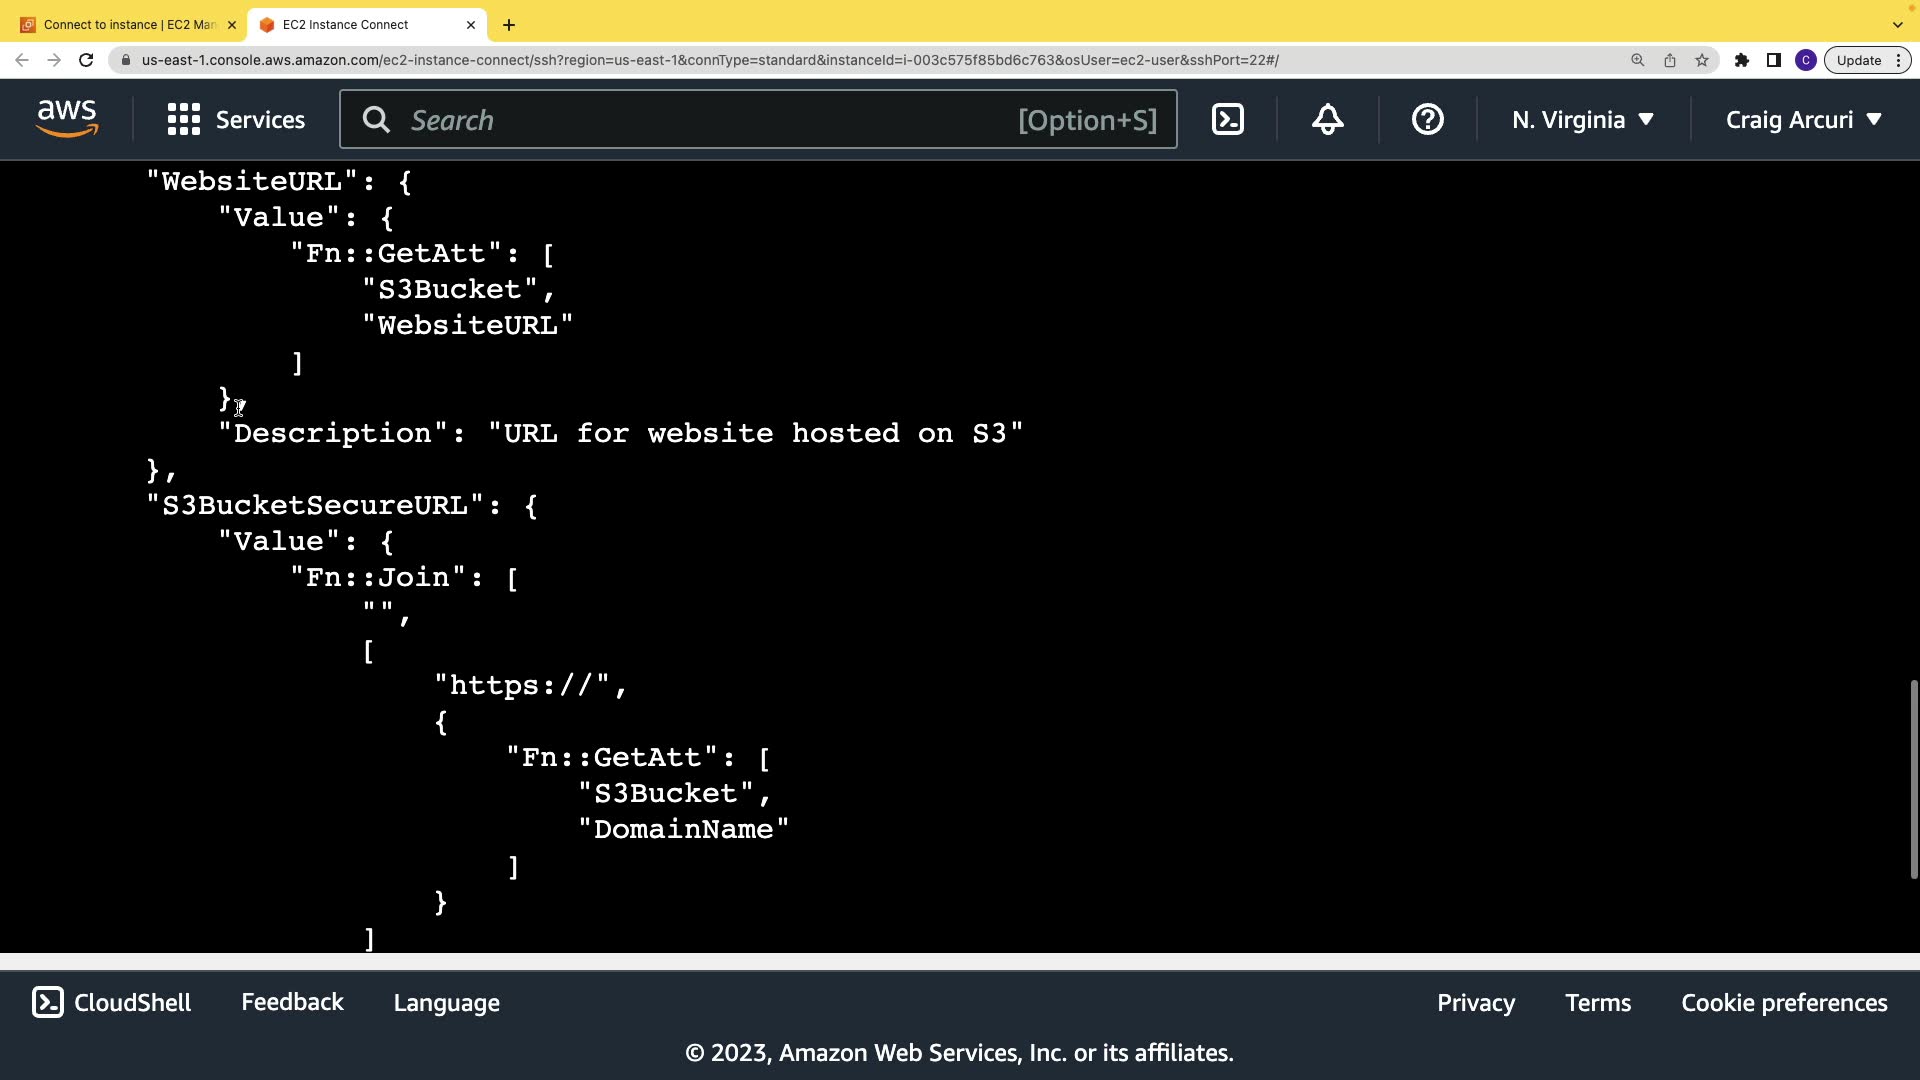 Connect to instance | EC2 Man
EC2 Instance Connect
us-east-1.console.aws.amazon.com/ec2-instance-connect/ssh?region=us-east-1&connType=standard&instanceId=i-003c575f85bd6c763&osUser=ec2-user&sshPort=22#/
C
Update
aws
Services
Search
[Option+S]
N. Virginia
Craig Arcuri
"WebsiteURL": {
"Value": {
"Fn::GetAtt": [
"S3Bucket",
"WebsiteURL"
]
},
"Description": "URL for website hosted on S3"
},
"S3BucketSecureURL": {
"Value": {
"Fn::Join": [
"",
[
"https://",
{
"Fn::GetAtt": [
"S3Bucket",
"DomainName"
]
}
]
CloudShell
Feedback
Language
Privacy
Terms
Cookie preferences
© 2023, Amazon Web Services, Inc. or its affiliates.